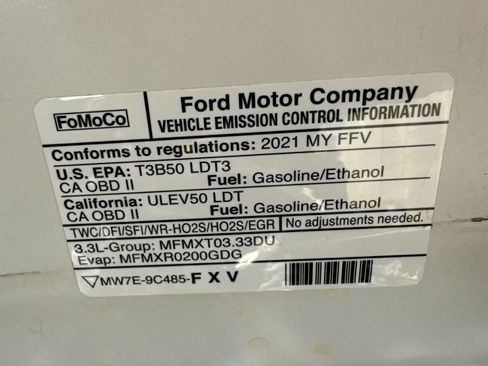 FoMoCo
Ford Motor Company
VEHICLE EMISSION CONTROL INFORMATION
Conforms to regulations: 2021 MY FFV
U.S. EPA: T3B50 LDT3
CA OBD II Fuel: Gasoline/Ethanol
California: ULEV50 LDT
CA OBD II Fuel: Gasoline/Ethanol
TWC/DFI/SFI/WR-HO2S/HO2S/EGR No adjustments needed.
3.3L-Group: MFMXT03.33DU
Evap: MFMXR0200GDG
MW7E-9C485-F X V